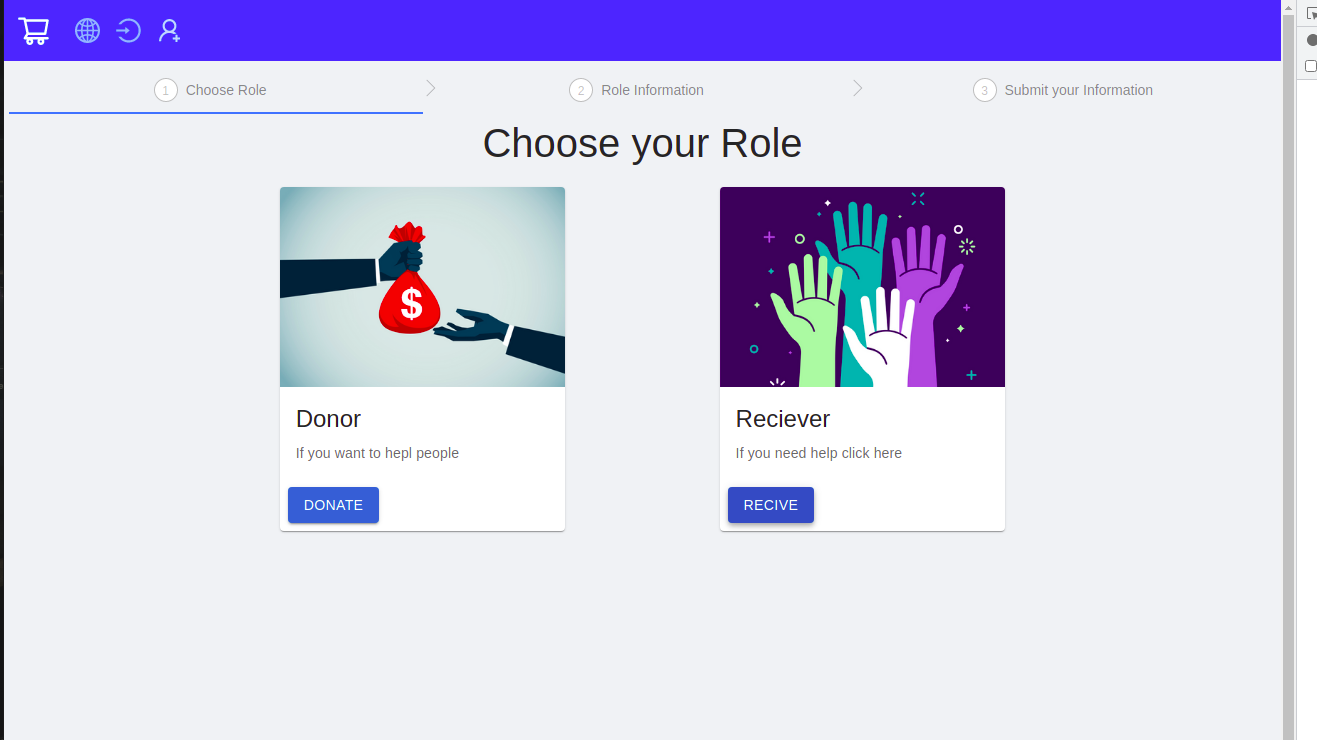 1 Choose Role
2 Role Information
3 Submit your Information
Choose your Role
$
Donor
If you want to hepl people
DONATE
Reciever
If you need help click here
RECIVE